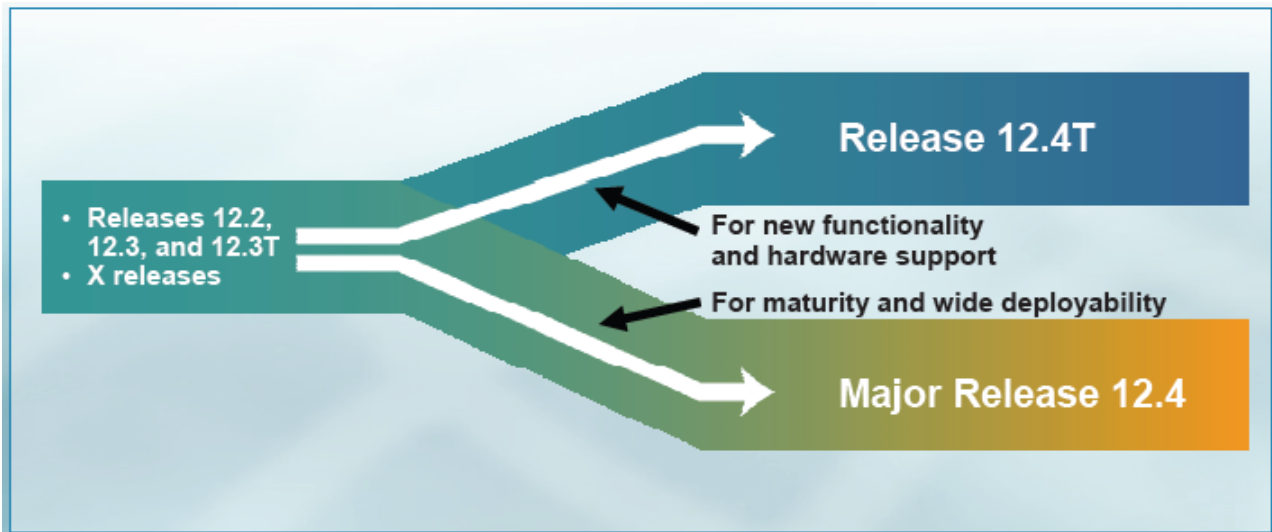 • Releases 12.2,
12.3, and 12.3T
• X releases
Release 12.4T
For new functionality
and hardware support
For maturity and wide deployability
Major Release 12.4